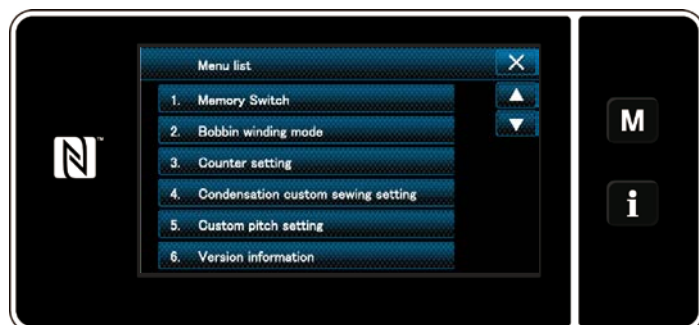 Menu list
1. Memory Switch
2. Bobbin winding mode
3. Counter setting
4. Condensation custom sewing setting
5. Custom pitch setting
6. Version information
M
i
N